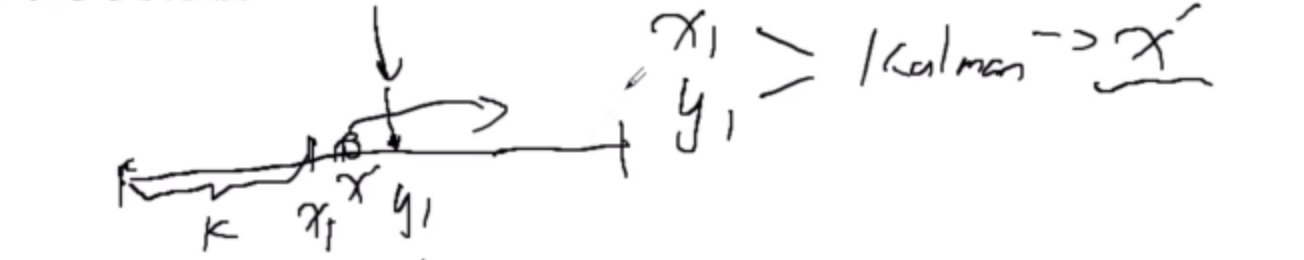 x₁ > Kalman -> x′
y₁
K x₁ x′ y₁